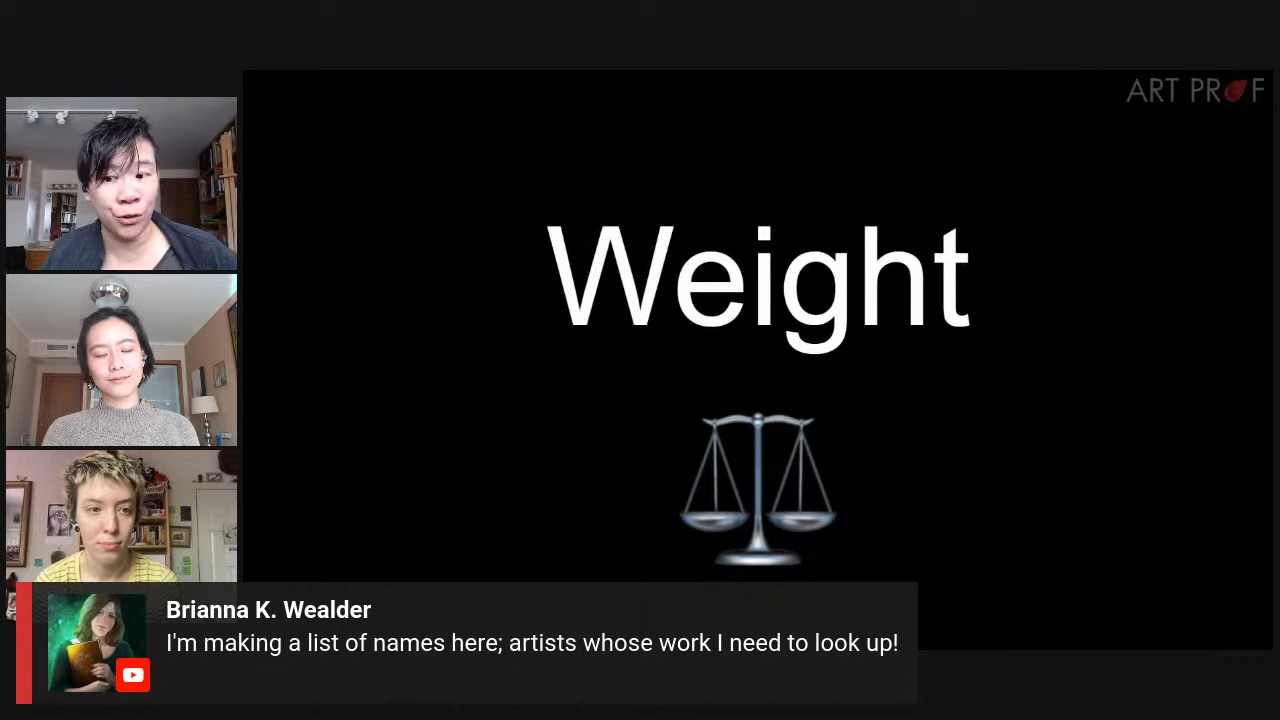 ART PROF
Weight
Brianna K. Wealder
I'm making a list of names here; artists whose work I need to look up!